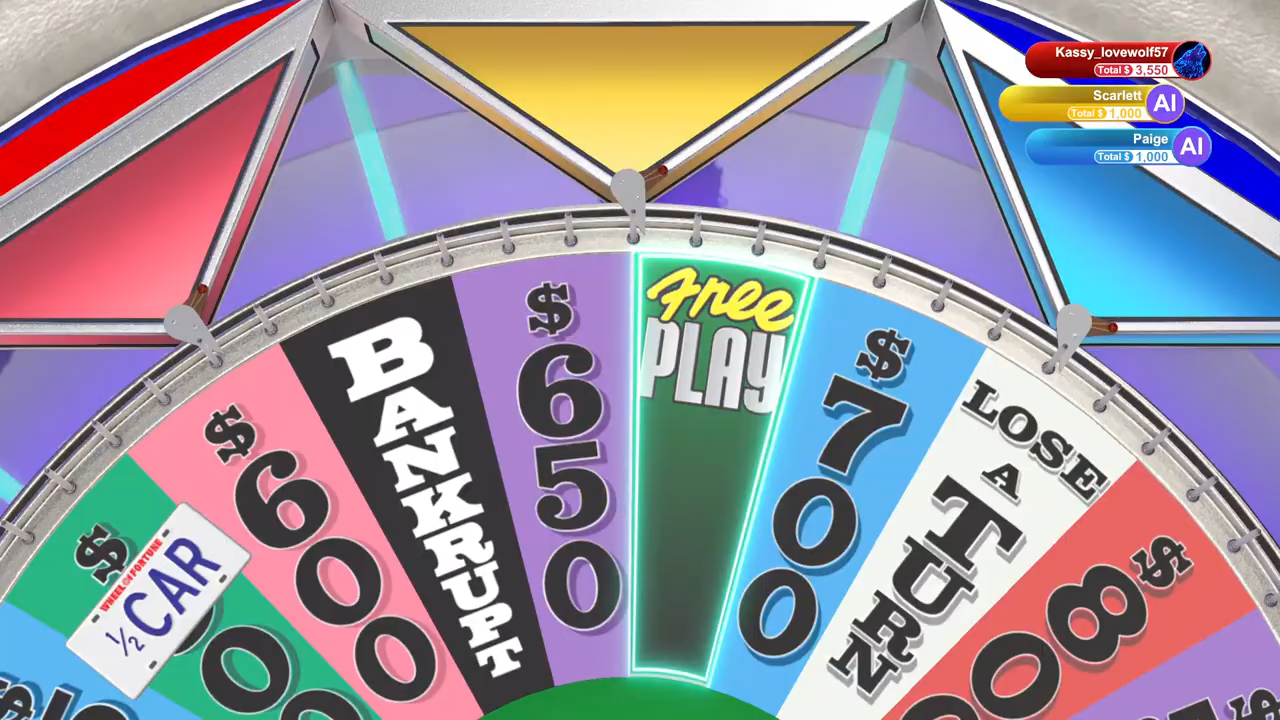 Kassy_lovewolf57
Total $ 3,550
Scarlett
Total $ 1,000
Paige
Total $ 1,000
AI
AI
$
WHEEL OF FORTUNE
½ CAR
$600
BANKRUPT
$650
Free
PLAY
$700
LOSE
A
TURN
$800